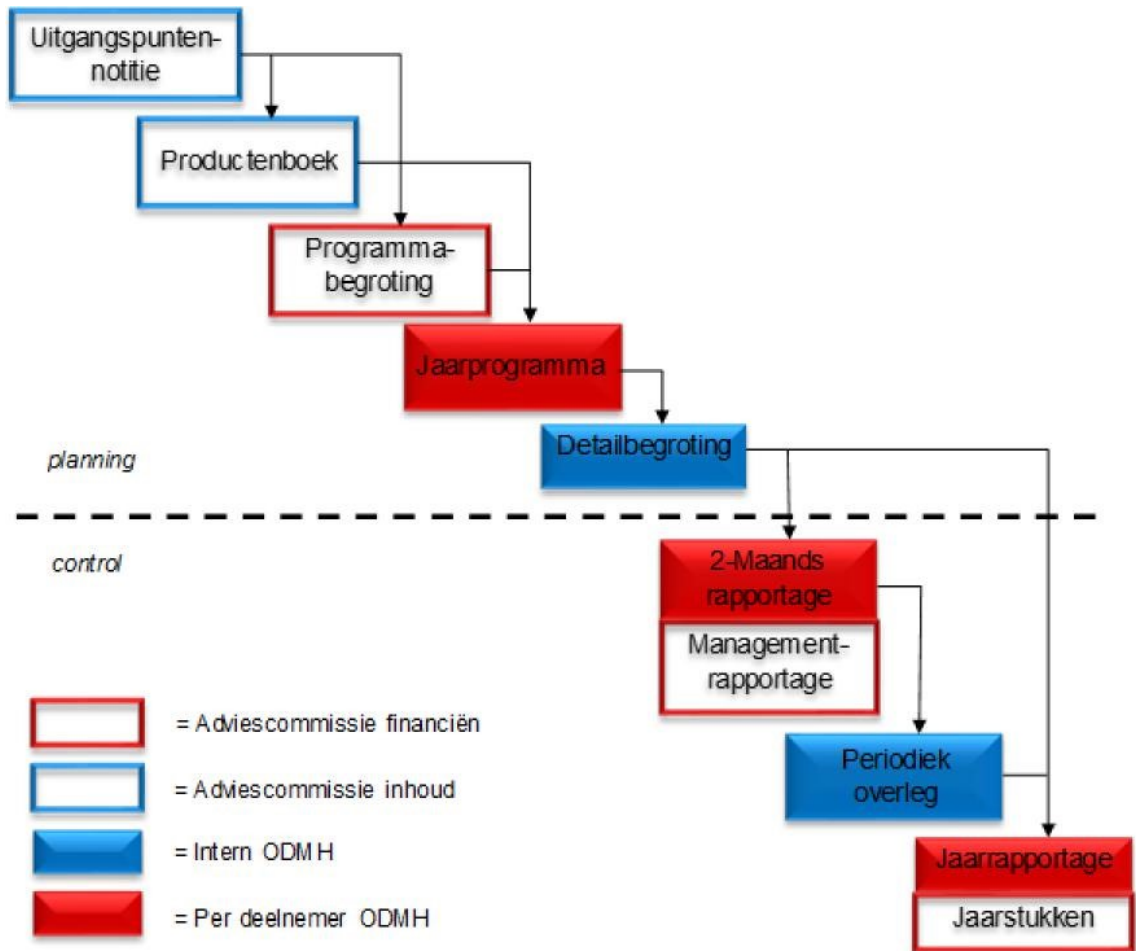 Uitgangspunten-
notitie
Productenboek
Programma-
begroting
Jaarprogramma
Detailbegroting
planning
control
2-Maands
rapportage
Management-
rapportage
Periodiek
overleg
Jaarrapportage
Jaarstukken
= Adviescommissie financiën
= Adviescommissie inhoud
= Intern ODMH
= Per deelnemer ODMH